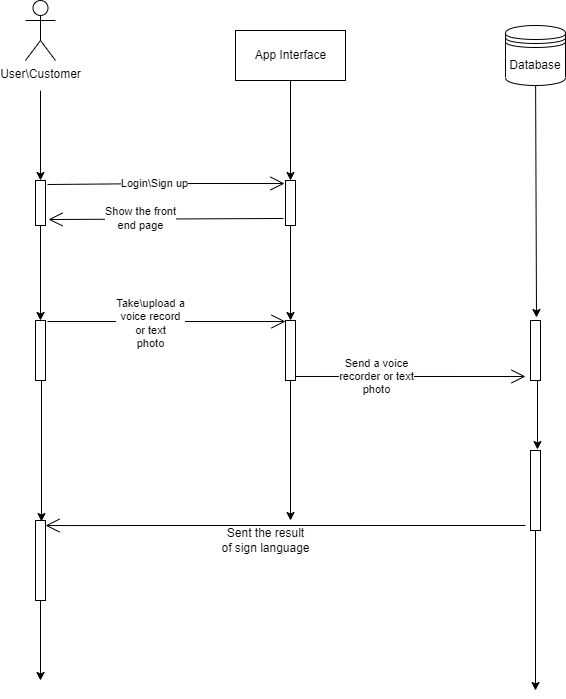 User\Customer
App Interface
Database
Login\Sign up
Show the front
end page
Take\upload a
voice record
or text
photo
Send a voice
recorder or text
photo
Sent the result
of sign language